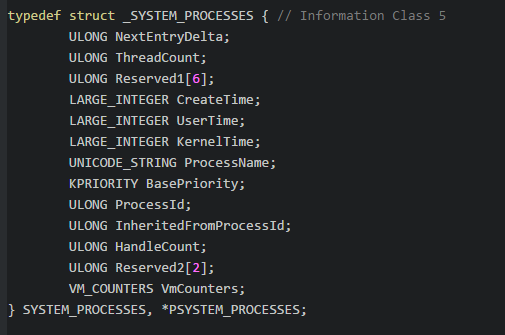 typedef struct _SYSTEM_PROCESSES { // Information Class 5
        ULONG NextEntryDelta;
        ULONG ThreadCount;
        ULONG Reserved1[6];
        LARGE_INTEGER CreateTime;
        LARGE_INTEGER UserTime;
        LARGE_INTEGER KernelTime;
        UNICODE_STRING ProcessName;
        KPRIORITY BasePriority;
        ULONG ProcessId;
        ULONG InheritedFromProcessId;
        ULONG HandleCount;
        ULONG Reserved2[2];
        VM_COUNTERS VmCounters;
} SYSTEM_PROCESSES, *PSYSTEM_PROCESSES;